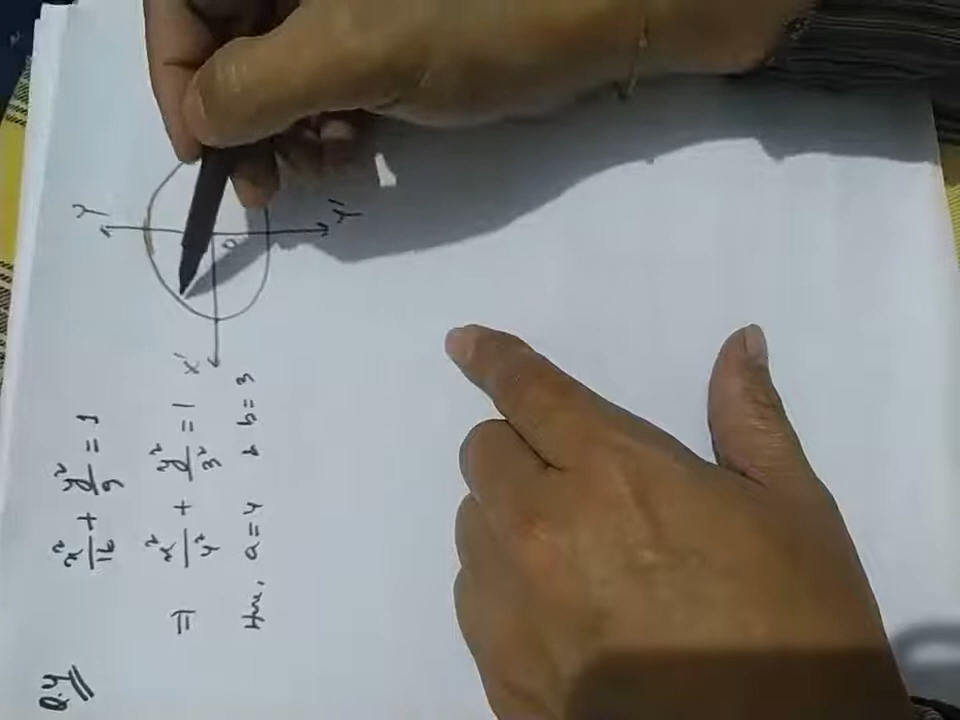 Q.4
x²/16 + y²/9 = 1
⇒ x²/4² + y²/3² = 1
Here, a = 4 & b = 3
Y
X'
O
Y'